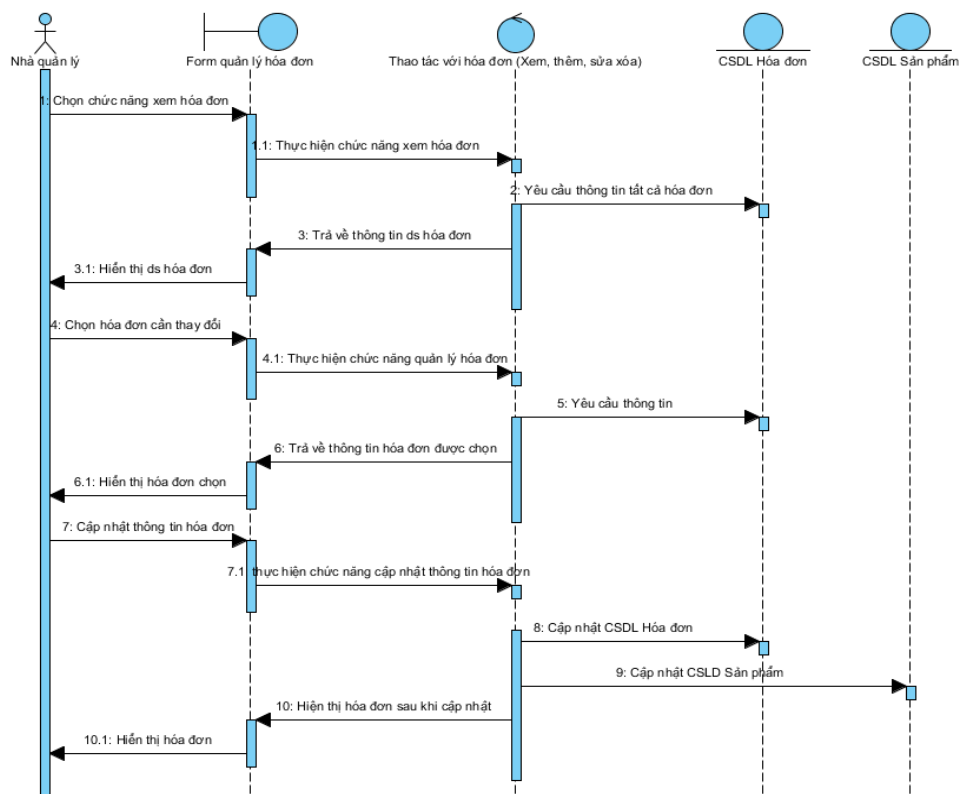 Nhà quản lý
Form quản lý hóa đơn
Thao tác với hóa đơn (Xem, thêm, sửa xóa)
CSDL Hóa đơn
CSDL Sản phẩm
1: Chọn chức năng xem hóa đơn
1.1: Thực hiện chức năng xem hóa đơn
2: Yêu cầu thông tin tất cả hóa đơn
3: Trả về thông tin ds hóa đơn
3.1: Hiển thị ds hóa đơn
4: Chọn hóa đơn cần thay đổi
4.1: Thực hiện chức năng quản lý hóa đơn
5: Yêu cầu thông tin
6: Trả về thông tin hóa đơn được chọn
6.1: Hiển thị hóa đơn chọn
7: Cập nhật thông tin hóa đơn
7.1: thực hiện chức năng cập nhật thông tin hóa đơn
8: Cập nhật CSDL Hóa đơn
9: Cập nhật CSLD Sản phẩm
10: Hiện thị hóa đơn sau khi cập nhật
10.1: Hiển thị hóa đơn